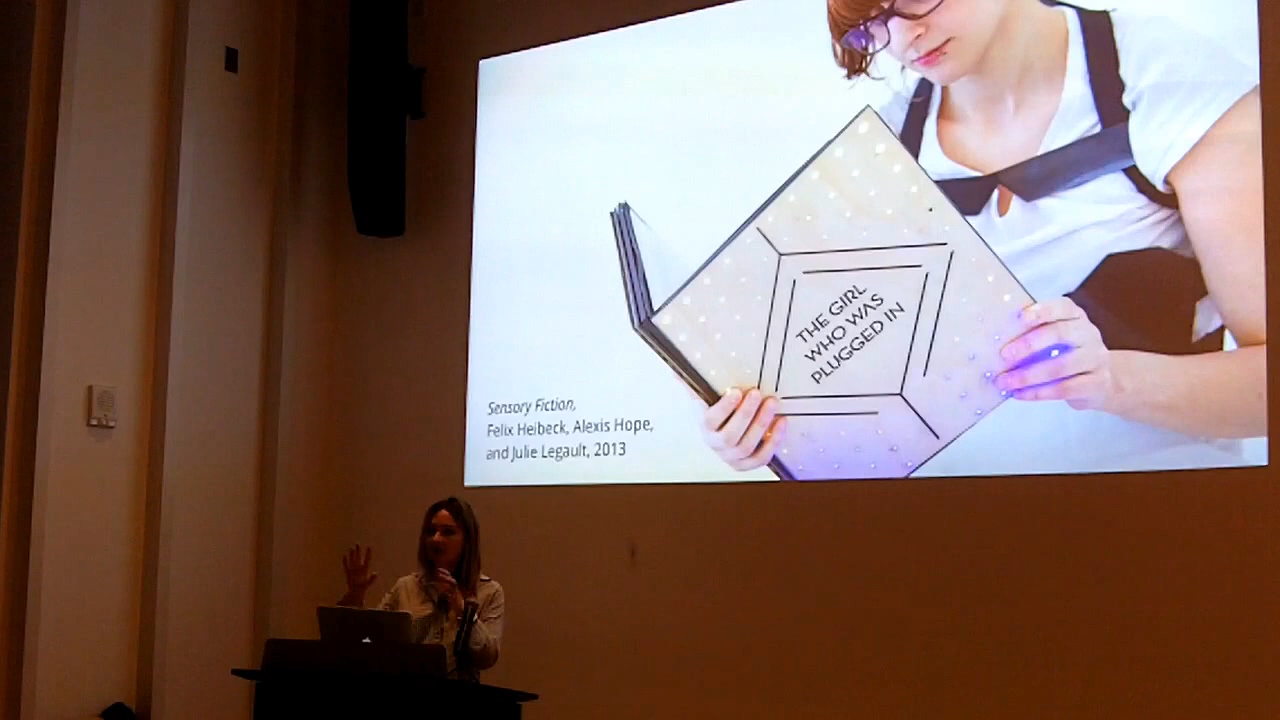 THE GIRL
WHO WAS
PLUGGED IN
Sensory Fiction,
Felix Heibeck, Alexis Hope,
and Julie Legault, 2013